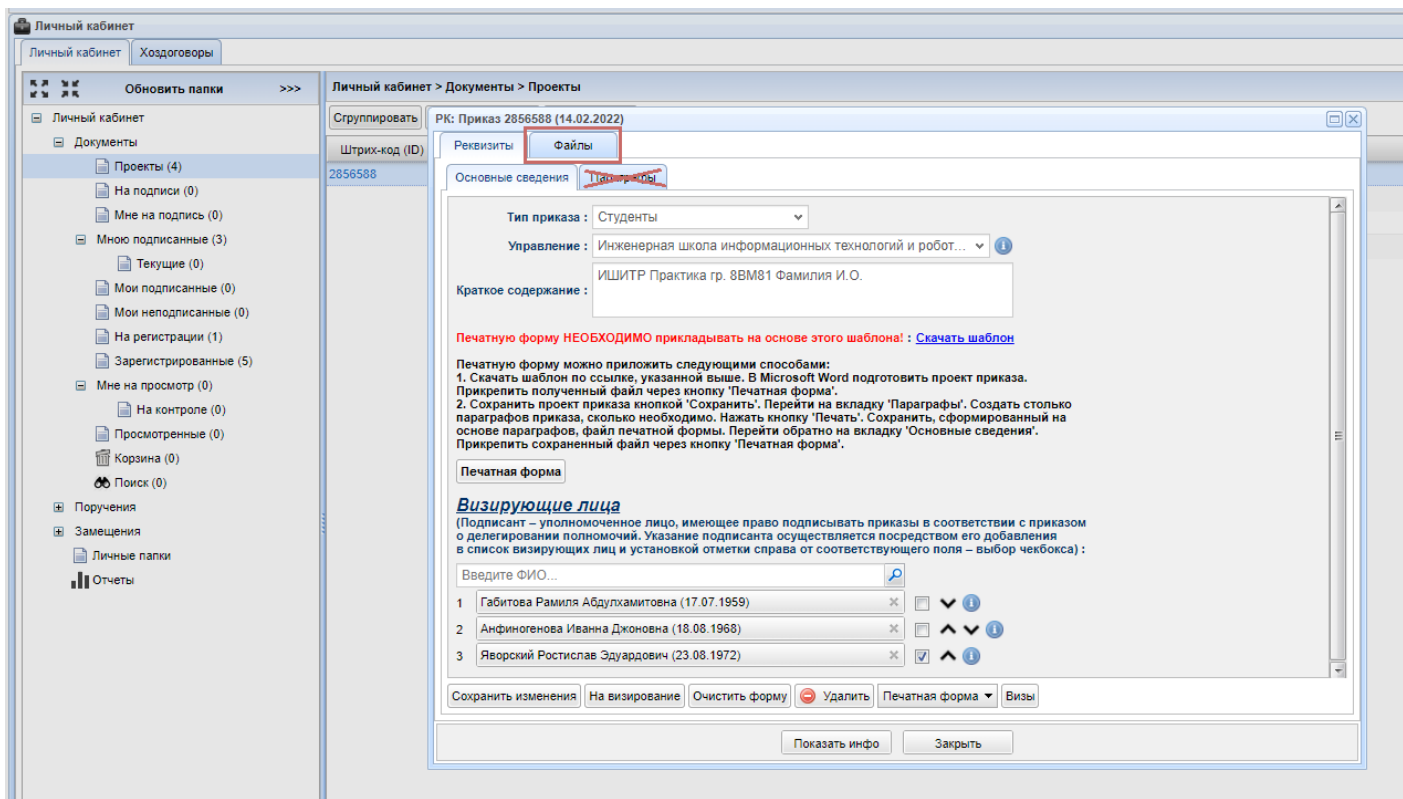 Личный кабинет
Личный кабинет Хоздоговоры
Обновить папки >>>
Личный кабинет
Документы
Проекты (4)
На подписи (0)
Мне на подпись (0)
Мною подписанные (3)
Текущие (0)
Мои подписанные (0)
Мои неподписанные (0)
На регистрации (1)
Зарегистрированные (5)
Мне на просмотр (0)
На контроле (0)
Просмотренные (0)
Корзина (0)
Поиск (0)
Поручения
Замещения
Личные папки
Отчеты
Личный кабинет > Документы > Проекты
Сгруппировать
Штрих-код (ID)
2856588
РК: Приказ 2856588 (14.02.2022)
Реквизиты Файлы
Основные сведения Параграфы
Тип приказа : Студенты
Управление : Инженерная школа информационных технологий и робот...
Краткое содержание : ИШИТР Практика гр. 8ВМ81 Фамилия И.О.
Печатную форму НЕОБХОДИМО прикладывать на основе этого шаблона! : Скачать шаблон
Печатную форму можно приложить следующими способами:
1. Скачать шаблон по ссылке, указанной выше. В Microsoft Word подготовить проект приказа.
Прикрепить полученный файл через кнопку 'Печатная форма'.
2. Сохранить проект приказа кнопкой 'Сохранить'. Перейти на вкладку 'Параграфы'. Создать столько
параграфов приказа, сколько необходимо. Нажать кнопку 'Печать'. Сохранить, сформированный на
основе параграфов, файл печатной формы. Перейти обратно на вкладку 'Основные сведения'.
Прикрепить сохраненный файл через кнопку 'Печатная форма'.
Печатная форма
Визирующие лица
(Подписант – уполномоченное лицо, имеющее право подписывать приказы в соответствии с приказом
о делегировании полномочий. Указание подписанта осуществляется посредством его добавления
в список визирующих лиц и установкой отметки справа от соответствующего поля – выбор чекбокса) :
Введите ФИО...
1 Габитова Рамиля Абдулхамитовна (17.07.1959)
2 Анфиногенова Иванна Джоновна (18.08.1968)
3 Яворский Ростислав Эдуардович (23.08.1972)
Сохранить изменения На визирование Очистить форму Удалить Печатная форма Визы
Показать инфо Закрыть